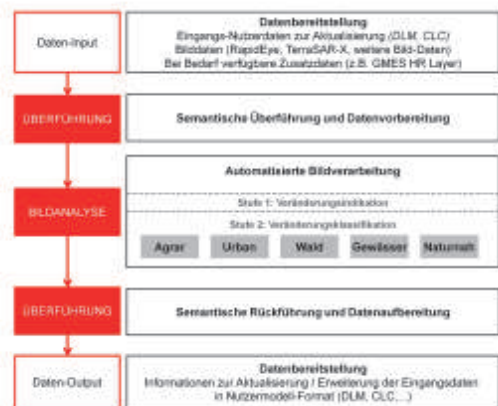 Daten-Input
Datenbereitstellung
Eingangs-Nutzerdaten zur Aktualisierung (DLM, CLC)
Bilddaten (RapidEye, TerraSAR-X, weitere Bild-Daten)
Bei Bedarf verfügbare Zusatzdaten (z.B. GMES HR Layer)
ÜBERFÜHRUNG
Semantische Überführung und Datenvorbereitung
BILDANALYSE
Automatisierte Bildverarbeitung
Stufe 1: Veränderungsindikation
Stufe 2: Veränderungsklassifikation
Agrar Urban Wald Gewässer Naturnah
ÜBERFÜHRUNG
Semantische Rückführung und Datenaufbereitung
Daten-Output
Datenbereitstellung
Informationen zur Aktualisierung / Erweiterung der Eingangsdaten
in Nutzermodell-Format (DLM, CLC,...)